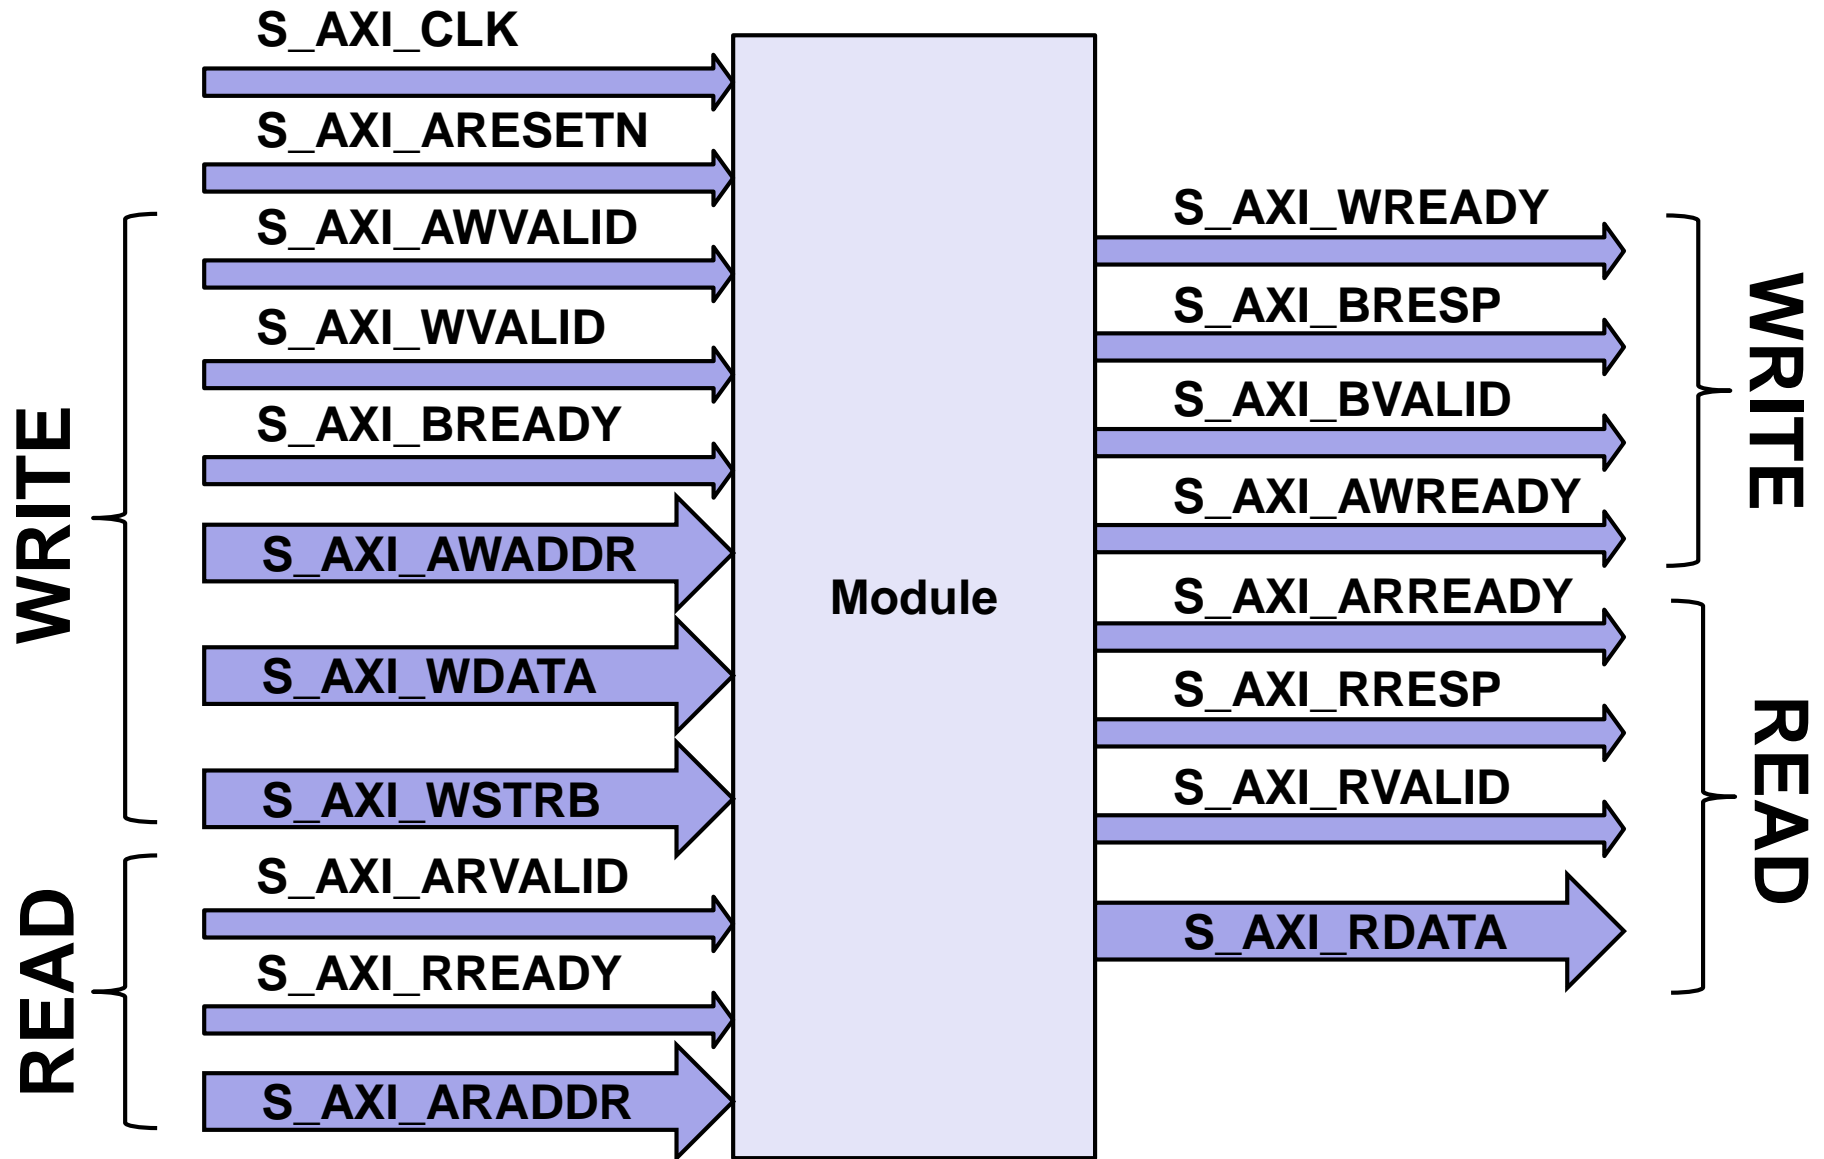 S_AXI_CLK
S_AXI_ARESETN
WRITE
S_AXI_AWVALID
S_AXI_WVALID
S_AXI_BREADY
S_AXI_AWADDR
S_AXI_WDATA
S_AXI_WSTRB
READ
S_AXI_ARVALID
S_AXI_RREADY
S_AXI_ARADDR
Module
S_AXI_WREADY
S_AXI_BRESP
S_AXI_BVALID
S_AXI_AWREADY
WRITE
S_AXI_ARREADY
S_AXI_RRESP
S_AXI_RVALID
S_AXI_RDATA
READ